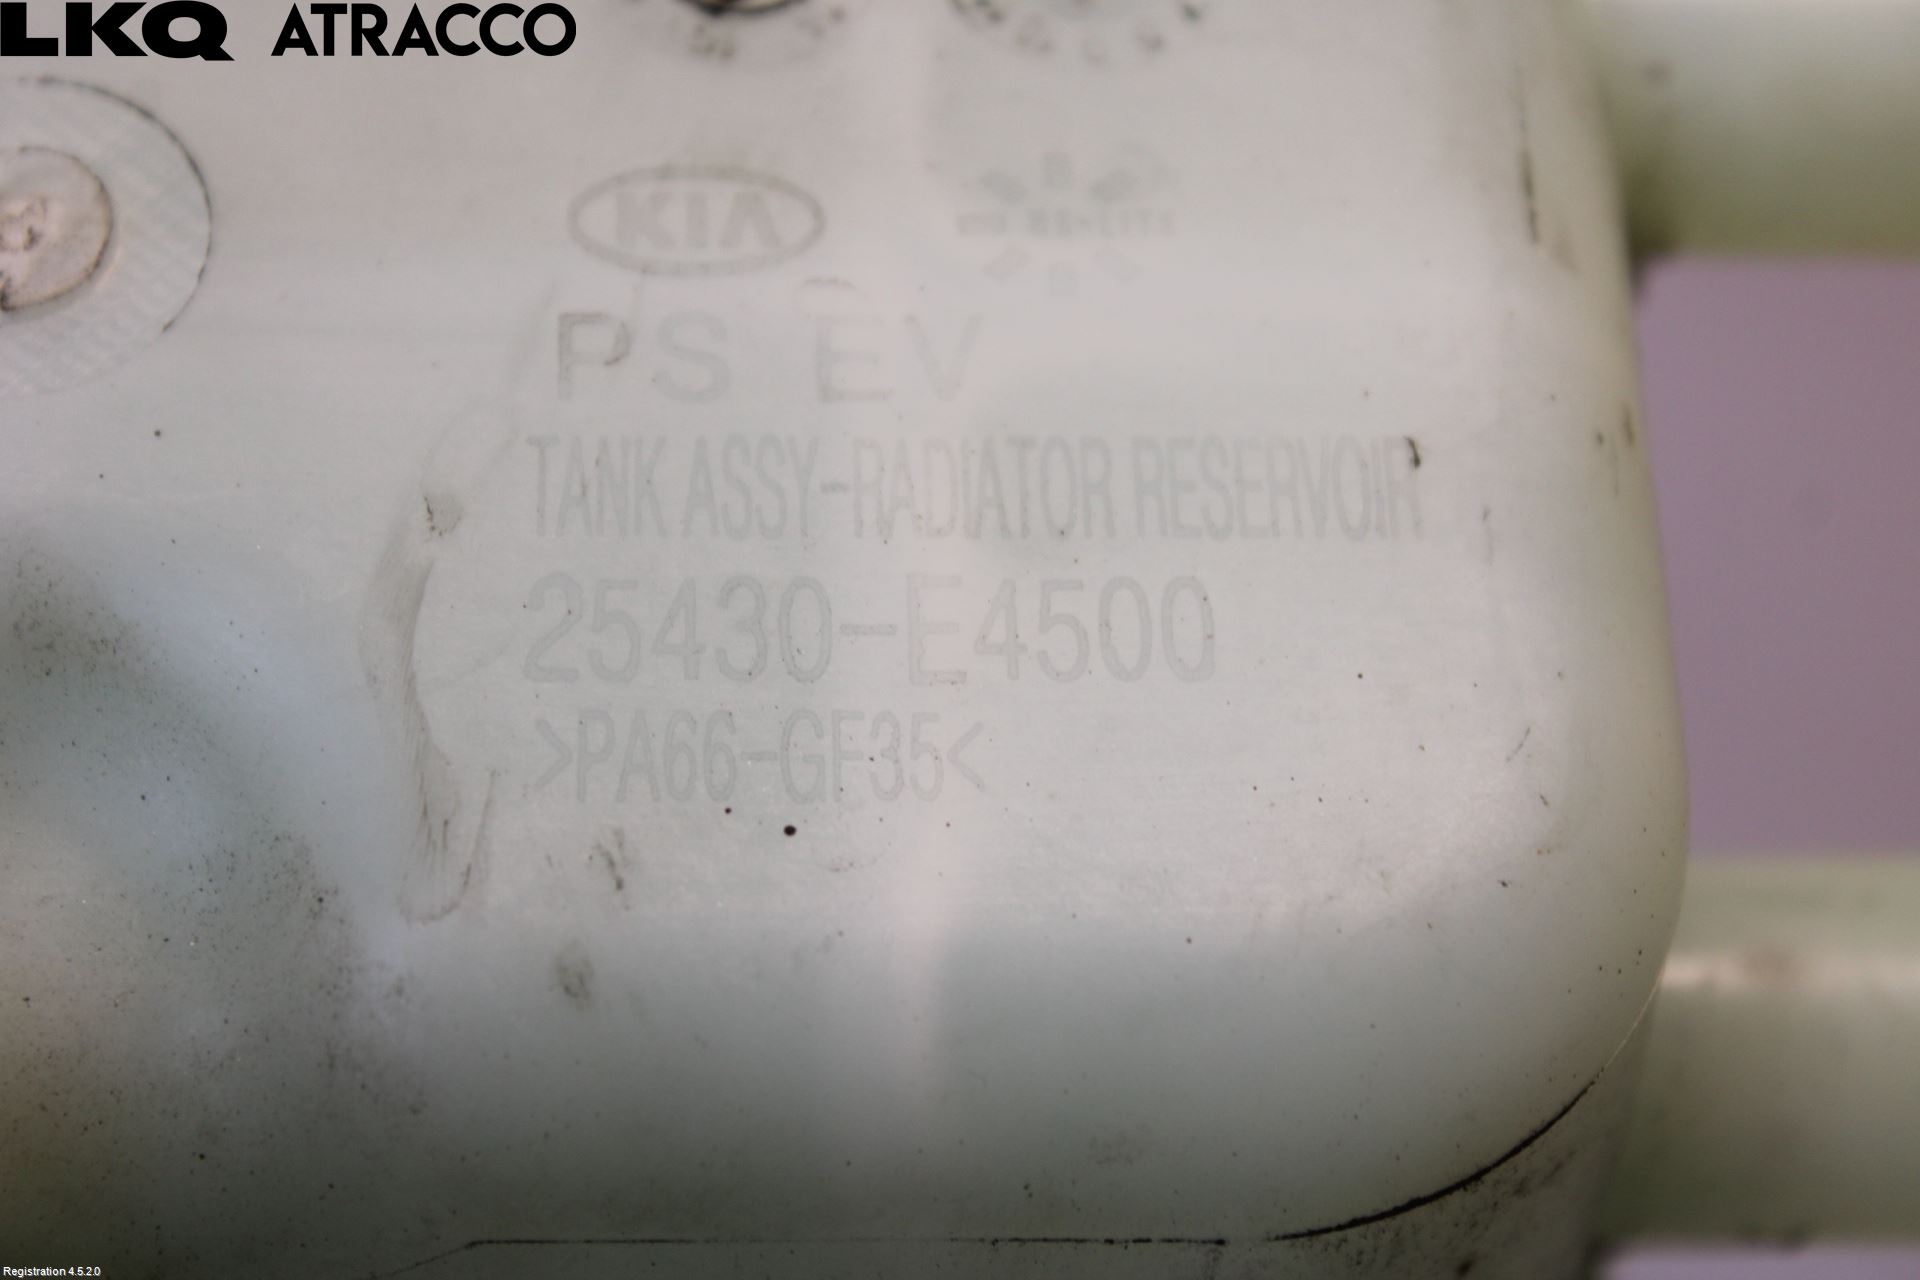 LKQ ATRACCO
KIA
PS EV
TANK ASSY-RADIATOR RESERVOIR
25430-E4500
>PA66-GF35<
Registration 4.5.2.0